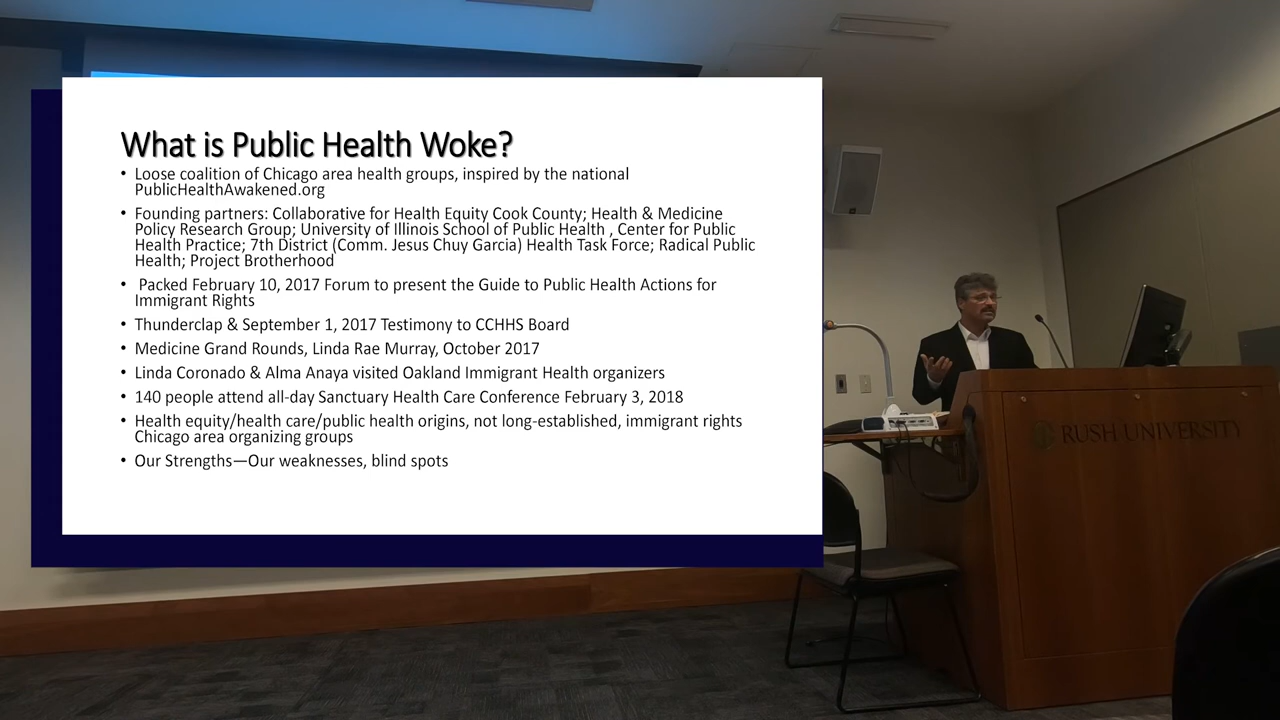 What is Public Health Woke?
• Loose coalition of Chicago area health groups, inspired by the national
PublicHealthAwakened.org
• Founding partners: Collaborative for Health Equity Cook County; Health & Medicine
Policy Research Group; University of Illinois School of Public Health , Center for Public
Health Practice; 7th District (Comm. Jesus Chuy Garcia) Health Task Force; Radical Public
Health; Project Brotherhood
• Packed February 10, 2017 Forum to present the Guide to Public Health Actions for
Immigrant Rights
• Thunderclap & September 1, 2017 Testimony to CCHHS Board
• Medicine Grand Rounds, Linda Rae Murray, October 2017
• Linda Coronado & Alma Anaya visited Oakland Immigrant Health organizers
• 140 people attend all-day Sanctuary Health Care Conference February 3, 2018
• Health equity/health care/public health origins, not long-established, immigrant rights
Chicago area organizing groups
• Our Strengths—Our weaknesses, blind spots
RUSH UNIVERSITY